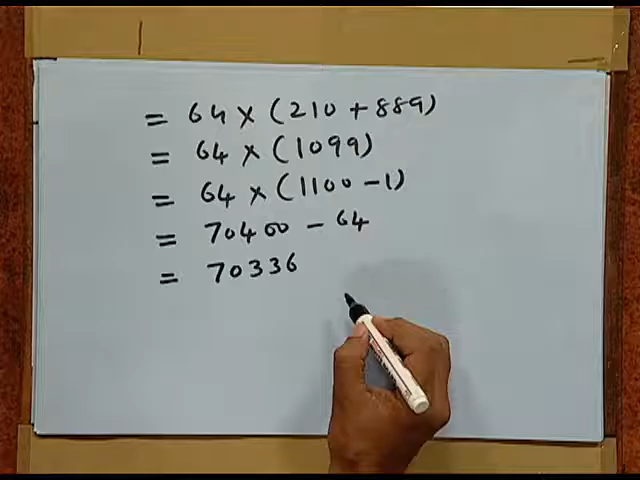 = 64 × (210 + 889)
= 64 × (1099)
= 64 × (1100 - 1)
= 70400 - 64
= 70336